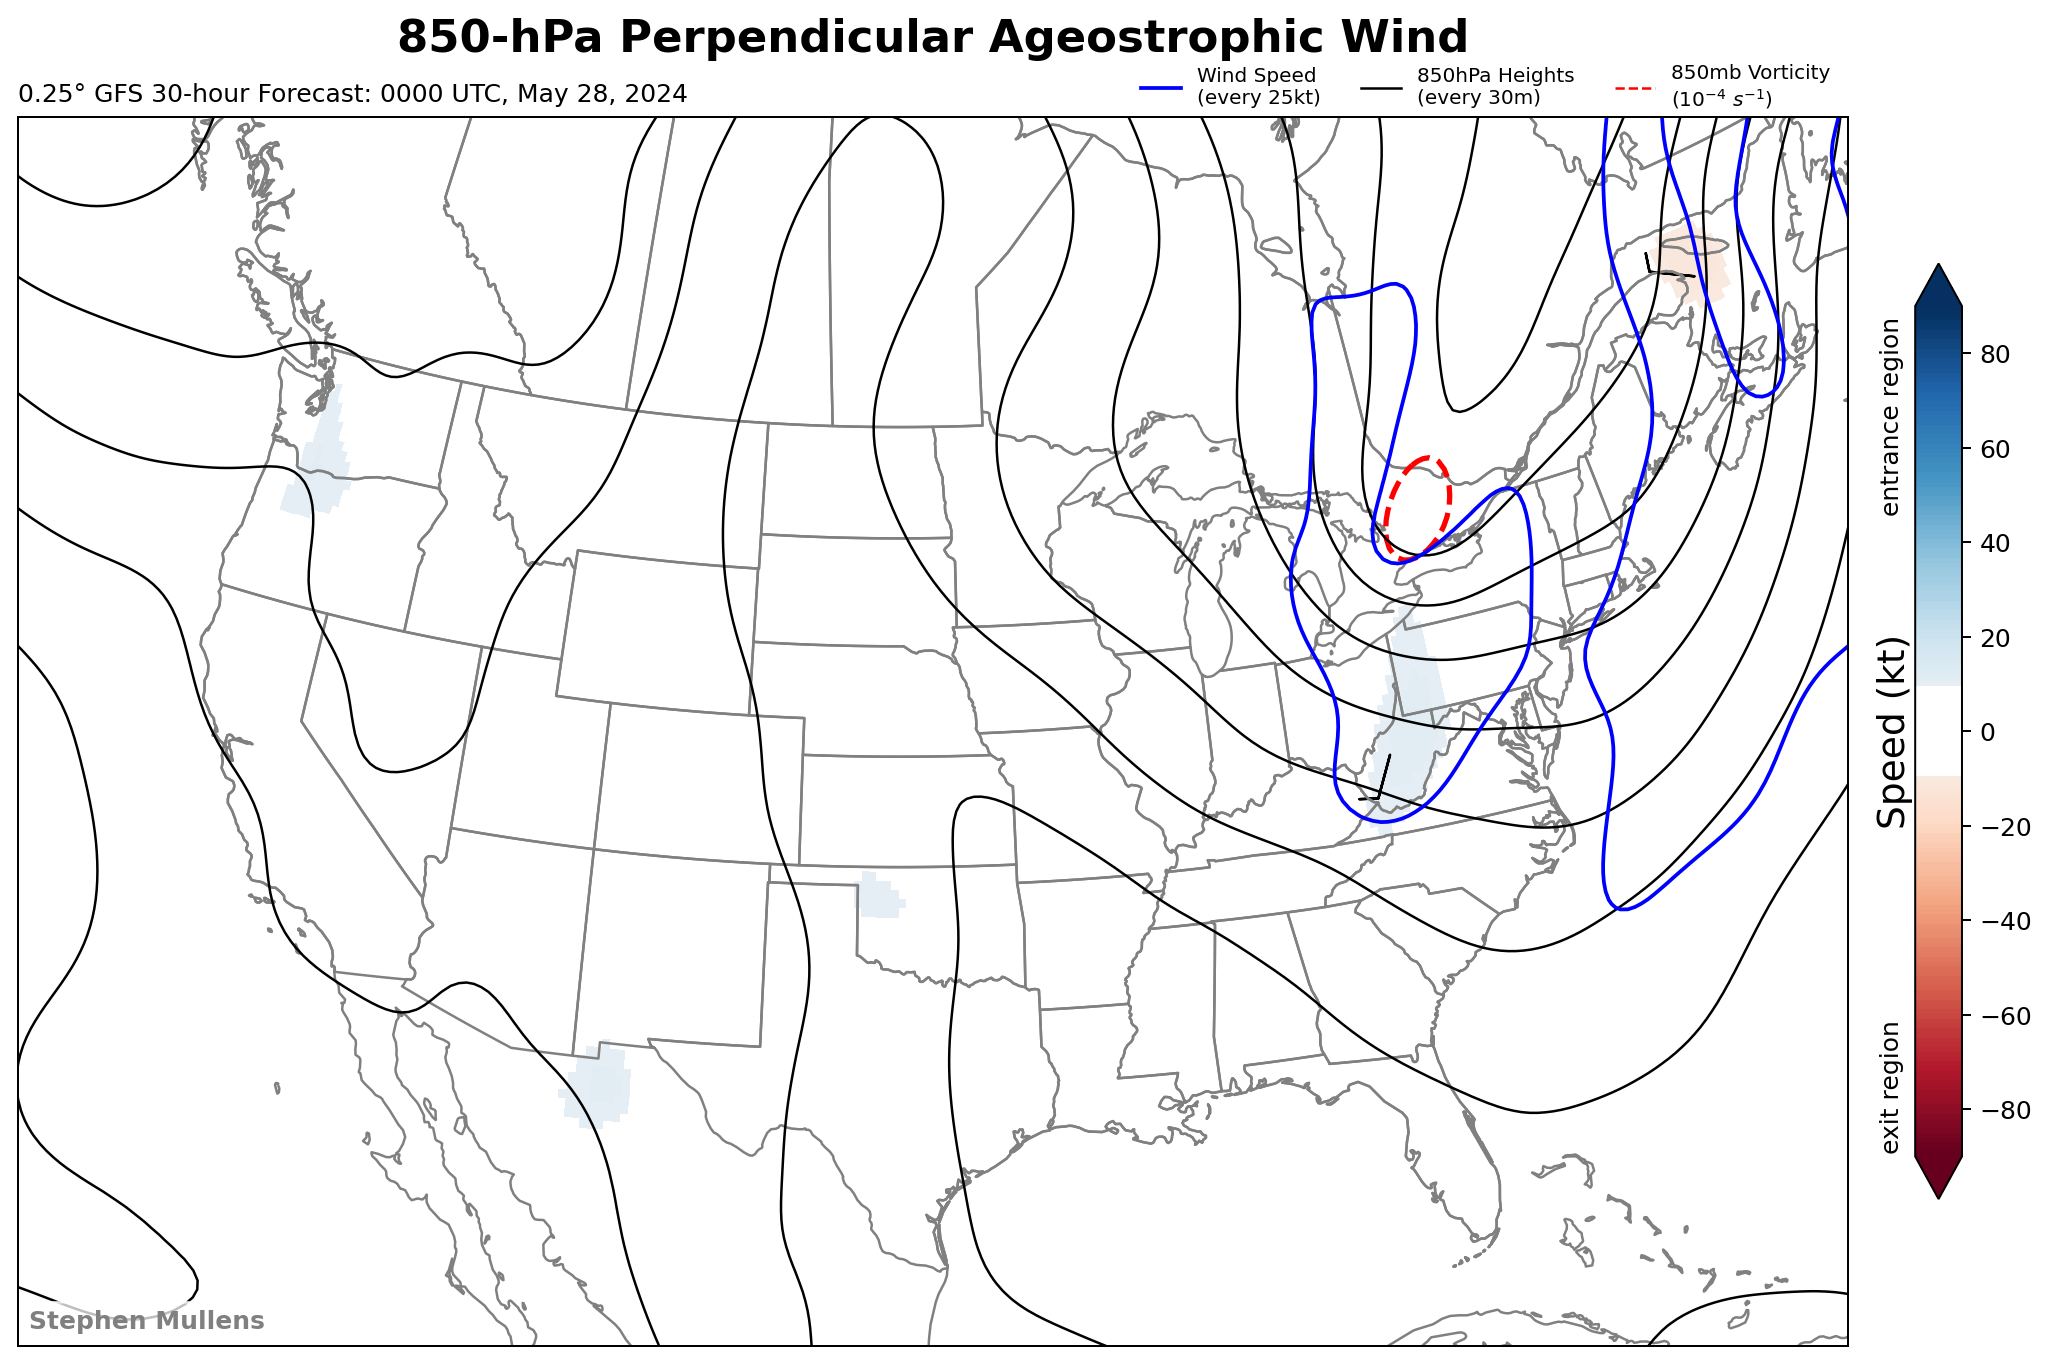 850-hPa Perpendicular Ageostrophic Wind
0.25° GFS 30-hour Forecast: 0000 UTC, May 28, 2024
Wind Speed
(every 25kt)
850hPa Heights
(every 30m)
850mb Vorticity
(10⁻⁴ s⁻¹)
entrance region
Speed (kt)
exit region
80
60
40
20
0
−20
−40
−60
−80
Stephen Mullens